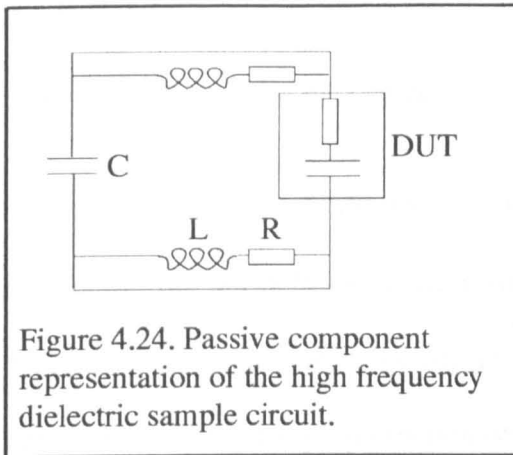 C
DUT
L R
Figure 4.24. Passive component
representation of the high frequency
dielectric sample circuit.